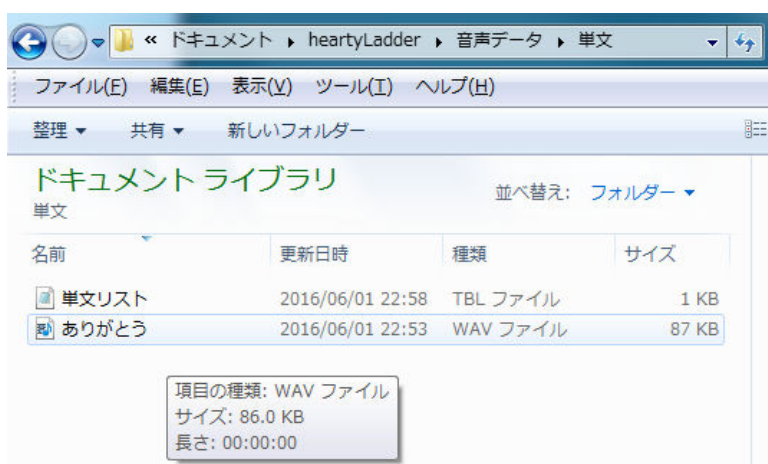 « ドキュメント ▸ heartyLadder ▸ 音声データ ▸ 単文
ファイル(F) 編集(E) 表示(V) ツール(T) ヘルプ(H)
整理 ▼ 共有 ▼ 新しいフォルダー
ドキュメント ライブラリ
単文
並べ替え: フォルダー ▼
名前 更新日時 種類 サイズ
単文リスト 2016/06/01 22:58 TBL ファイル 1 KB
ありがとう 2016/06/01 22:53 WAV ファイル 87 KB
項目の種類: WAV ファイル
サイズ: 86.0 KB
長さ: 00:00:00